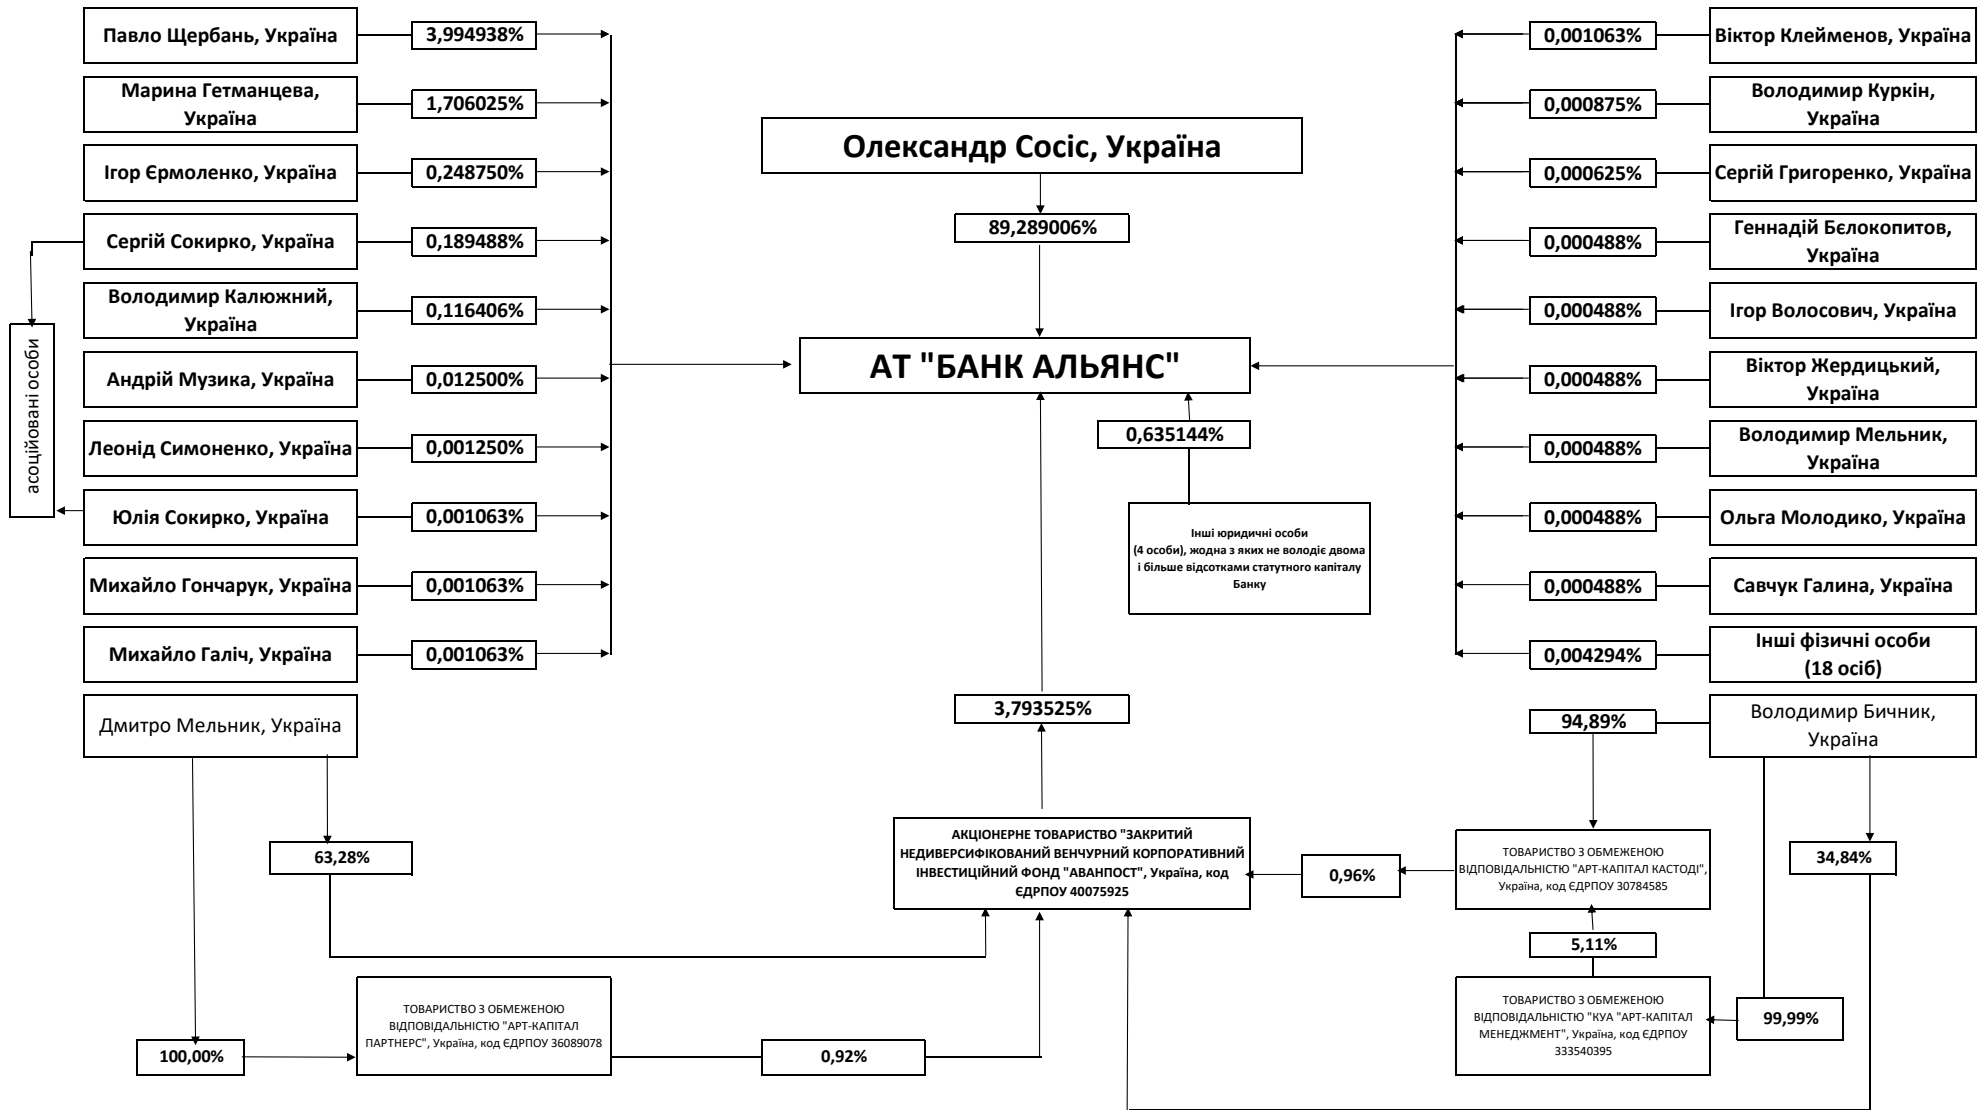 Павло Щербань, Україна
3,994938%
Марина Гетманцева,
Україна
1,706025%
Ігор Єрмоленко, Україна
0,248750%
Сергій Сокирко, Україна
0,189488%
Володимир Калюжний,
Україна
0,116406%
Андрій Музика, Україна
0,012500%
Леонід Симоненко, Україна
0,001250%
Юлія Сокирко, Україна
0,001063%
Михайло Гончарук, Україна
0,001063%
Михайло Галіч, Україна
0,001063%
асоційовані особи
Олександр Сосіс, Україна
89,289006%
АТ "БАНК АЛЬЯНС"
0,635144%
Інші юридичні особи
(4 особи), жодна з яких не володіє двома
і більше відсотками статутного капіталу
Банку
3,793525%
0,001063%
Віктор Клейменов, Україна
0,000875%
Володимир Куркін,
Україна
0,000625%
Сергій Григоренко, Україна
0,000488%
Геннадій Бєлокопитов,
Україна
0,000488%
Ігор Волосович, Україна
0,000488%
Віктор Жердицький,
Україна
0,000488%
Володимир Мельник,
Україна
0,000488%
Ольга Молодико, Україна
0,000488%
Савчук Галина, Україна
0,004294%
Інші фізичні особи
(18 осіб)
Дмитро Мельник, Україна
94,89%
Володимир Бичник,
Україна
63,28%
АКЦІОНЕРНЕ ТОВАРИСТВО "ЗАКРИТИЙ
НЕДИВЕРСИФІКОВАНИЙ ВЕНЧУРНИЙ КОРПОРАТИВНИЙ
ІНВЕСТИЦІЙНИЙ ФОНД "АВАНПОСТ", Україна, код
ЄДРПОУ 40075925
0,96%
ТОВАРИСТВО З ОБМЕЖЕНОЮ
ВІДПОВІДАЛЬНІСТЮ "АРТ-КАПІТАЛ КАСТОДІ",
Україна, код ЄДРПОУ 30784585
34,84%
5,11%
ТОВАРИСТВО З ОБМЕЖЕНОЮ
ВІДПОВІДАЛЬНІСТЮ "АРТ-КАПІТАЛ
ПАРТНЕРС", Україна, код ЄДРПОУ 36089078
ТОВАРИСТВО З ОБМЕЖЕНОЮ
ВІДПОВІДАЛЬНІСТЮ "КУА "АРТ-КАПІТАЛ
МЕНЕДЖМЕНТ", Україна, код ЄДРПОУ
333540395
99,99%
100,00%
0,92%